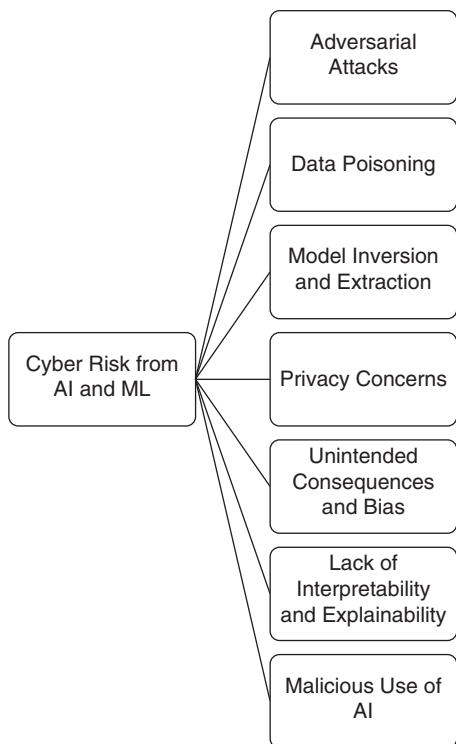 Adversarial
Attacks
Data Poisoning
Model Inversion
and Extraction
Cyber Risk from
AI and ML
Privacy Concerns
Unintended
Consequences
and Bias
Lack of
Interpretability
and Explainability
Malicious Use of
AI